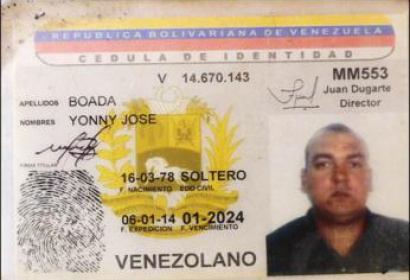 REPUBLICA BOLIVARIANA DE VENEZUELA
CEDULA DE IDENTIDAD
V 14.670.143
MM553
Juan Dugarte
Director
APELLIDOS BOADA
NOMBRES YONNY JOSE
FIRMA TITULAR
16-03-78 SOLTERO
F. NACIMIENTO EDO CIVIL
06-01-14 01-2024
F. EXPEDICION F. VENCIMIENTO
VENEZOLANO